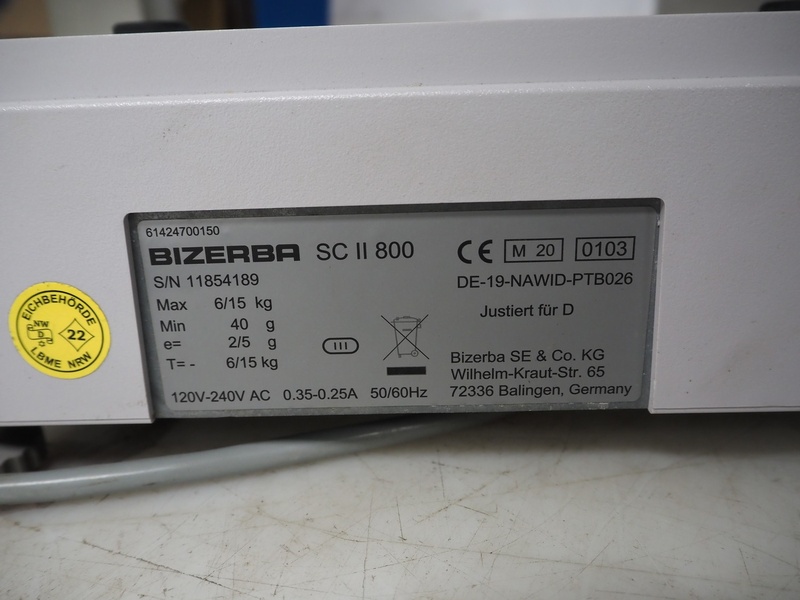 61424700150
BIZERBA SC II 800
CE M 20 0103
S/N 11854189
DE-19-NAWID-PTB026
Max 6/15 kg
Justiert für D
Min 40 g
e= 2/5 g
III
T= - 6/15 kg
Bizerba SE & Co. KG
Wilhelm-Kraut-Str. 65
72336 Balingen, Germany
120V-240V AC 0.35-0.25A 50/60Hz
EICHBEHÖRDE
NW
D
22
LBME NRW